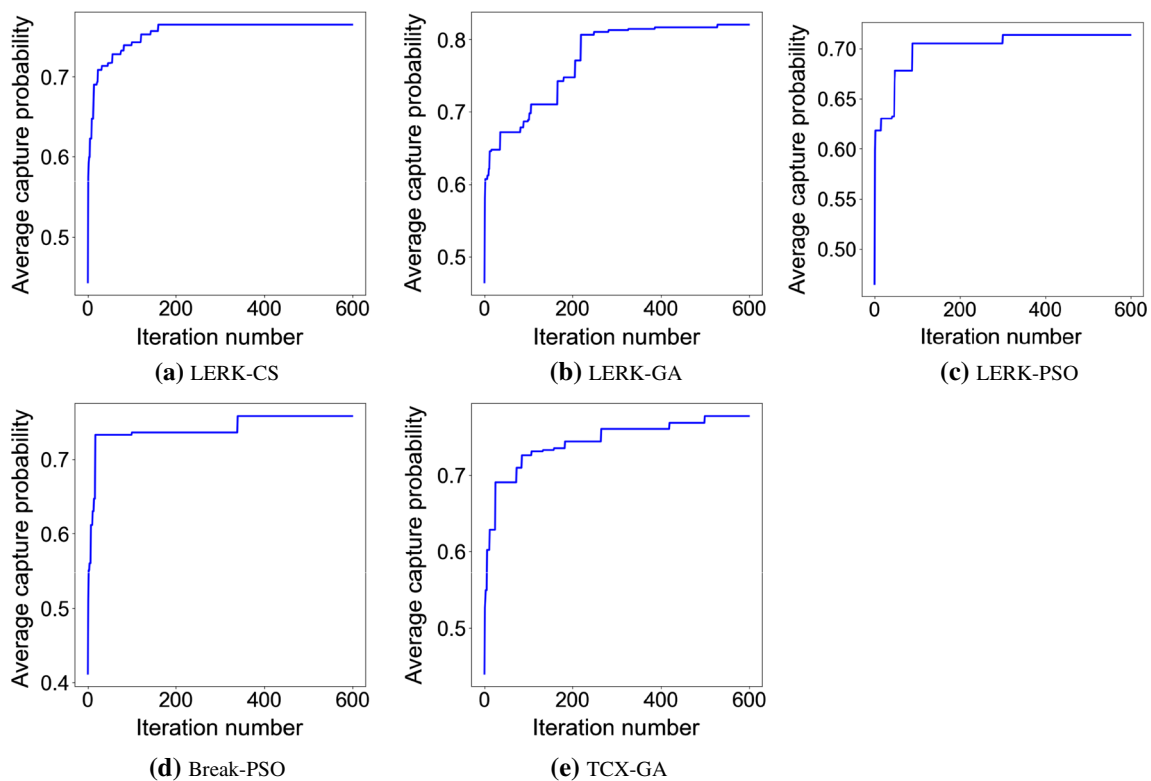 Average capture probability
0.7
0.6
0.5
0 200 400 600
Iteration number
(a) LERK-CS
Average capture probability
0.8
0.7
0.6
0.5
0 200 400 600
Iteration number
(b) LERK-GA
Average capture probability
0.70
0.65
0.60
0.55
0.50
0 200 400 600
Iteration number
(c) LERK-PSO
Average capture probability
0.7
0.6
0.5
0.4
0 200 400 600
Iteration number
(d) Break-PSO
Average capture probability
0.7
0.6
0.5
0 200 400 600
Iteration number
(e) TCX-GA